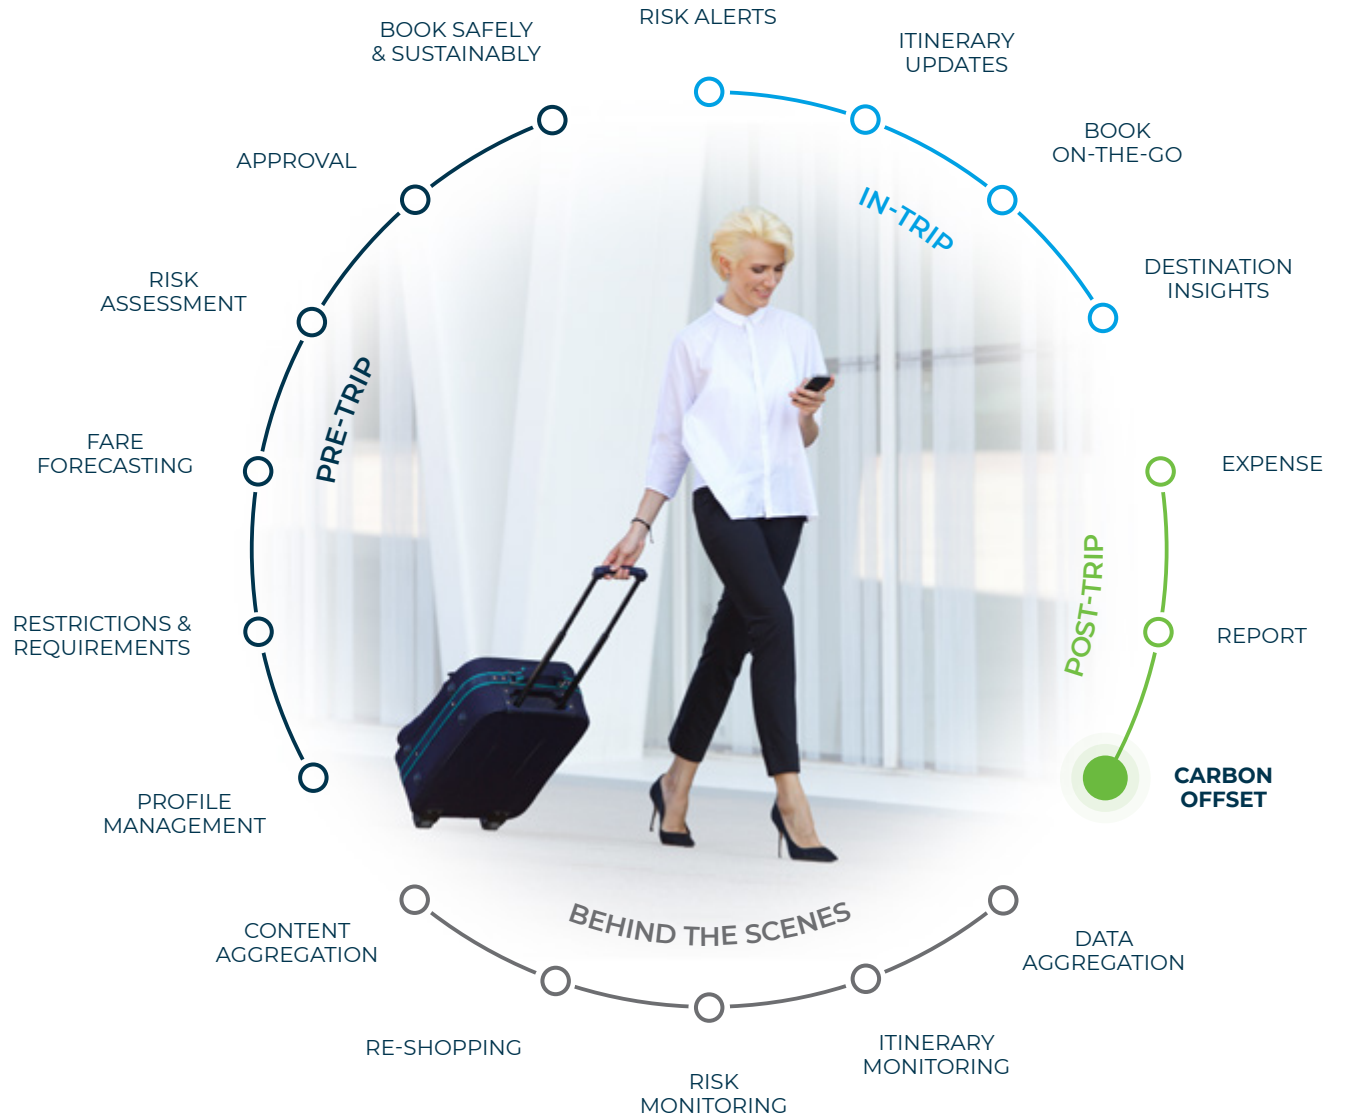 RISK ALERTS
ITINERARY
UPDATES
BOOK
ON-THE-GO
DESTINATION
INSIGHTS
IN-TRIP
EXPENSE
REPORT
CARBON
OFFSET
POST-TRIP
DATA
AGGREGATION
ITINERARY
MONITORING
RISK
MONITORING
RE-SHOPPING
CONTENT
AGGREGATION
BEHIND THE SCENES
PROFILE
MANAGEMENT
RESTRICTIONS &
REQUIREMENTS
FARE
FORECASTING
RISK
ASSESSMENT
APPROVAL
BOOK SAFELY
& SUSTAINABLY
PRE-TRIP